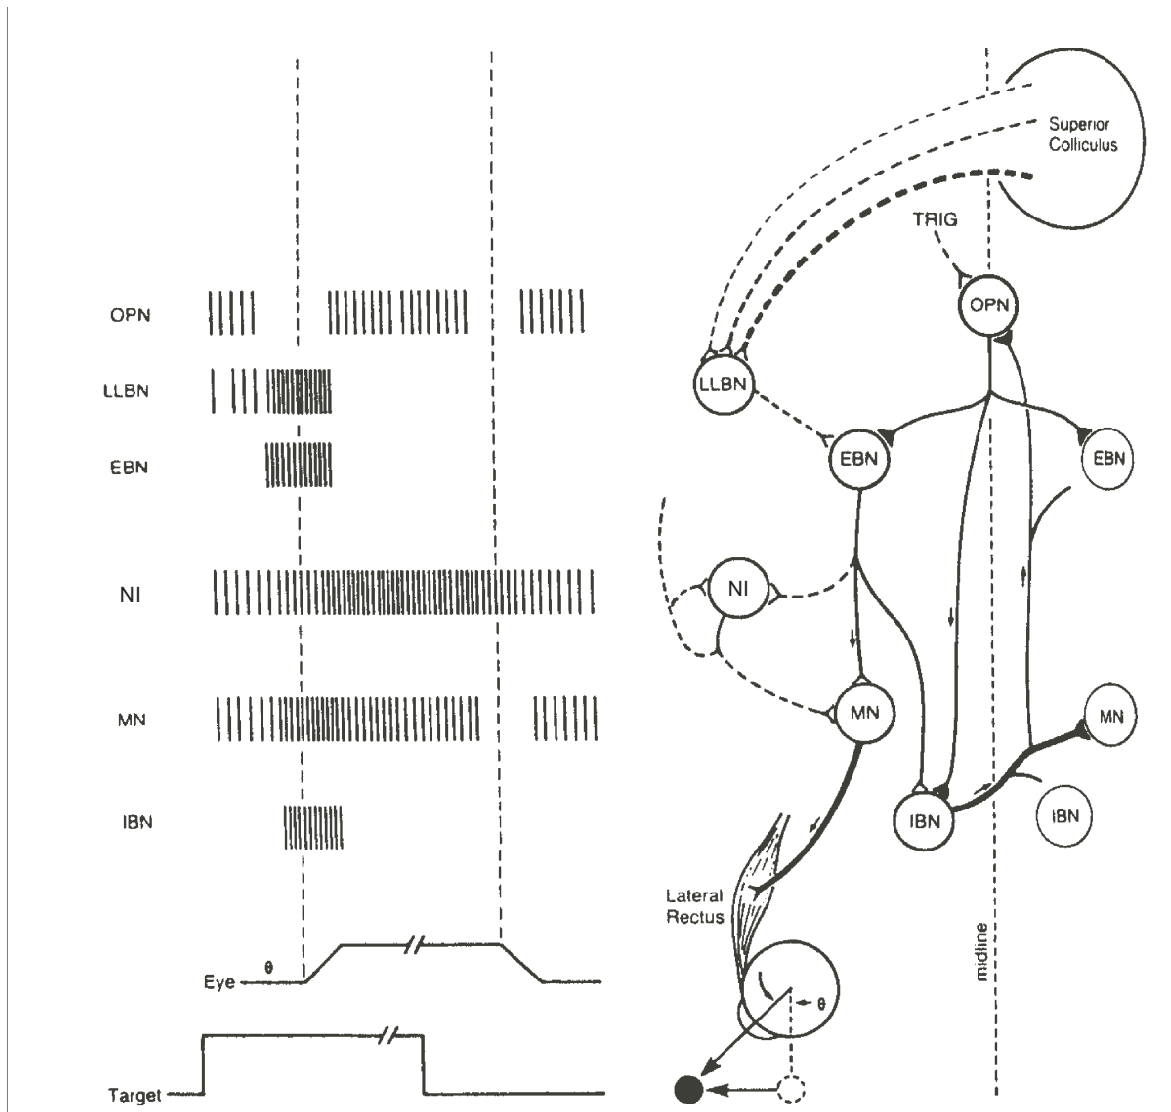 Superior
Colliculus
TRIG
OPN
OPN
LLBN
LLBN
EBN
EBN
EBN
NI
NI
MN
MN
MN
IBN
IBN
IBN
Lateral
Rectus
midline
θ
Eye
θ
Target